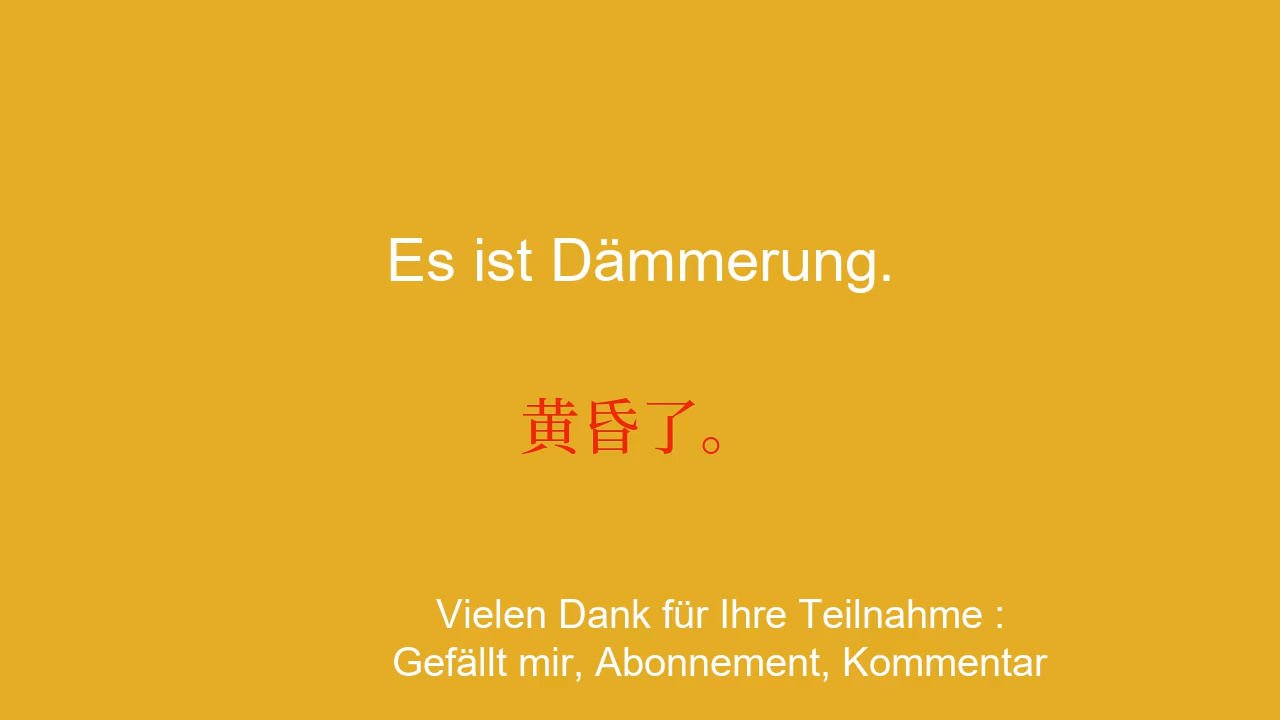 Es ist Dämmerung.
黄昏了。
Vielen Dank für Ihre Teilnahme :
Gefällt mir, Abonnement, Kommentar